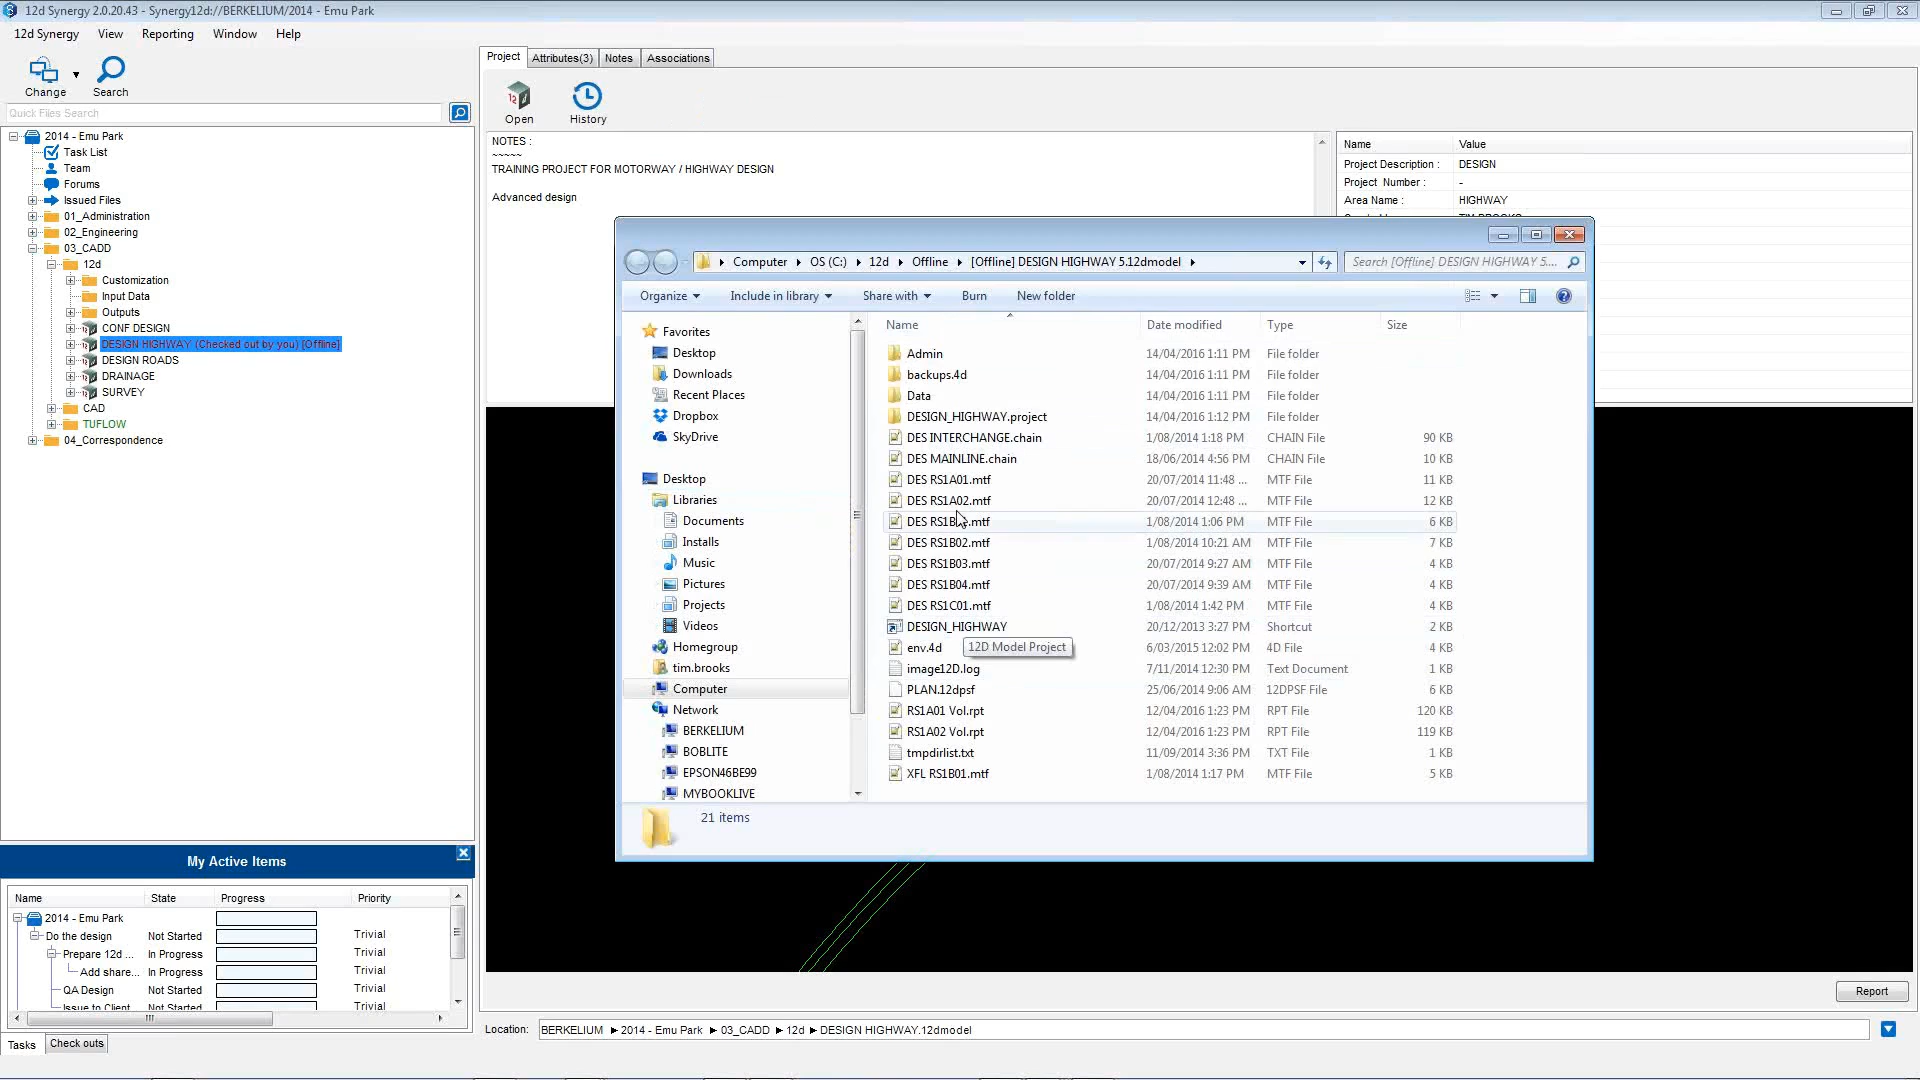 12d Synergy 2.0.20.43 - Synergy12d://BERKELIUM/2014 - Emu Park
12d Synergy View Reporting Window Help
Change Search
Quick Files Search
2014 - Emu Park
Task List
Team
Forums
Issued Files
01_Administration
02_Engineering
03_CADD
12d
Customization
Input Data
Outputs
CONF DESIGN
DESIGN HIGHWAY (Checked out by you) [Offline]
DESIGN ROADS
DRAINAGE
SURVEY
CAD
TUFLOW
04_Correspondence
My Active Items
Name State Progress Priority
2014 - Emu Park
Do the design Not Started Trivial
Prepare 12d ... In Progress Trivial
Add share... In Progress Trivial
QA Design Not Started Trivial
Issue to Client Not Started Trivial
Tasks Check outs
Project Attributes(3) Notes Associations
Open History
NOTES :
~~~~~
TRAINING PROJECT FOR MOTORWAY / HIGHWAY DESIGN
Advanced design
Name Value
Project Description : DESIGN
Project Number : -
Area Name : HIGHWAY
Computer OS (C:) 12d Offline [Offline] DESIGN HIGHWAY 5.12dmodel
Search [Offline] DESIGN HIGHWAY 5....
Organize Include in library Share with Burn New folder
Favorites
Desktop
Downloads
Recent Places
Dropbox
SkyDrive
Desktop
Libraries
Documents
Installs
Music
Pictures
Projects
Videos
Homegroup
tim.brooks
Computer
Network
BERKELIUM
BOBLITE
EPSON46BE99
MYBOOKLIVE
Name Date modified Type Size
Admin 14/04/2016 1:11 PM File folder
backups.4d 14/04/2016 1:11 PM File folder
Data 14/04/2016 1:11 PM File folder
DESIGN_HIGHWAY.project 14/04/2016 1:12 PM File folder
DES INTERCHANGE.chain 1/08/2014 1:18 PM CHAIN File 90 KB
DES MAINLINE.chain 18/06/2014 4:56 PM CHAIN File 10 KB
DES RS1A01.mtf 20/07/2014 11:48 ... MTF File 11 KB
DES RS1A02.mtf 20/07/2014 12:48 ... MTF File 12 KB
DES 1/08/2014 1:06 PM MTF File 6 KB
DES RS1B02.mtf 1/08/2014 10:21 AM MTF File 7 KB
DES RS1B03.mtf 20/07/2014 9:27 AM MTF File 4 KB
DES RS1B04.mtf 20/07/2014 9:39 AM MTF File 4 KB
DES RS1C01.mtf 1/08/2014 1:42 PM MTF File 4 KB
DESIGN_HIGHWAY 20/12/2013 3:27 PM Shortcut 2 KB
env.4d 6/03/2015 12:02 PM 4D File 1 KB
12D Model Project
image12D.log 7/11/2014 12:30 PM Text Document 1 KB
PLAN.12dpsf 25/06/2014 9:06 AM 12DPSF File 6 KB
RS1A01 Vol.rpt 12/04/2016 1:23 PM RPT File 120 KB
RS1A02 Vol.rpt 12/04/2016 1:23 PM RPT File 119 KB
tmpdirlist.txt 11/09/2014 3:36 PM TXT File 1 KB
XFL RS1B01.mtf 1/08/2014 1:17 PM MTF File 5 KB
21 items
Report
Location: BERKELIUM 2014 - Emu Park 03_CADD 12d DESIGN HIGHWAY.12dmodel